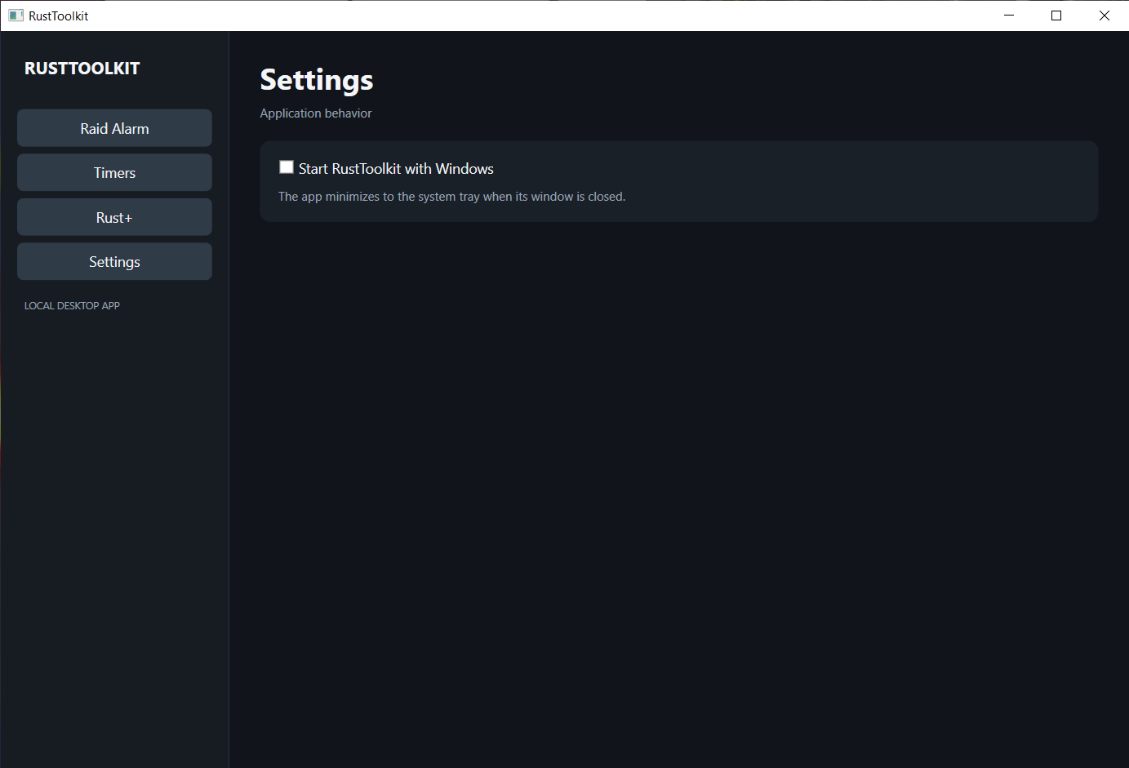 RustToolkit
RUSTTOOLKIT
Raid Alarm
Timers
Rust+
Settings
LOCAL DESKTOP APP
Settings
Application behavior
Start RustToolkit with Windows
The app minimizes to the system tray when its window is closed.